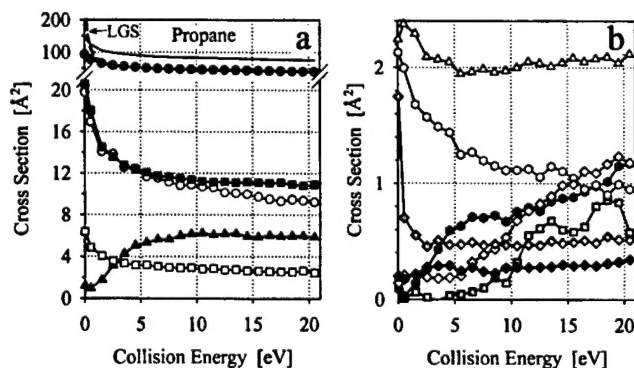 200
100
20
16
12
8
4
0
Cross Section [Å²]
LGS
Propane
a
0 5 10 15 20
Collision Energy [eV]
2
1
0
Cross Section [Å²]
b
0 5 10 15 20
Collision Energy [eV]